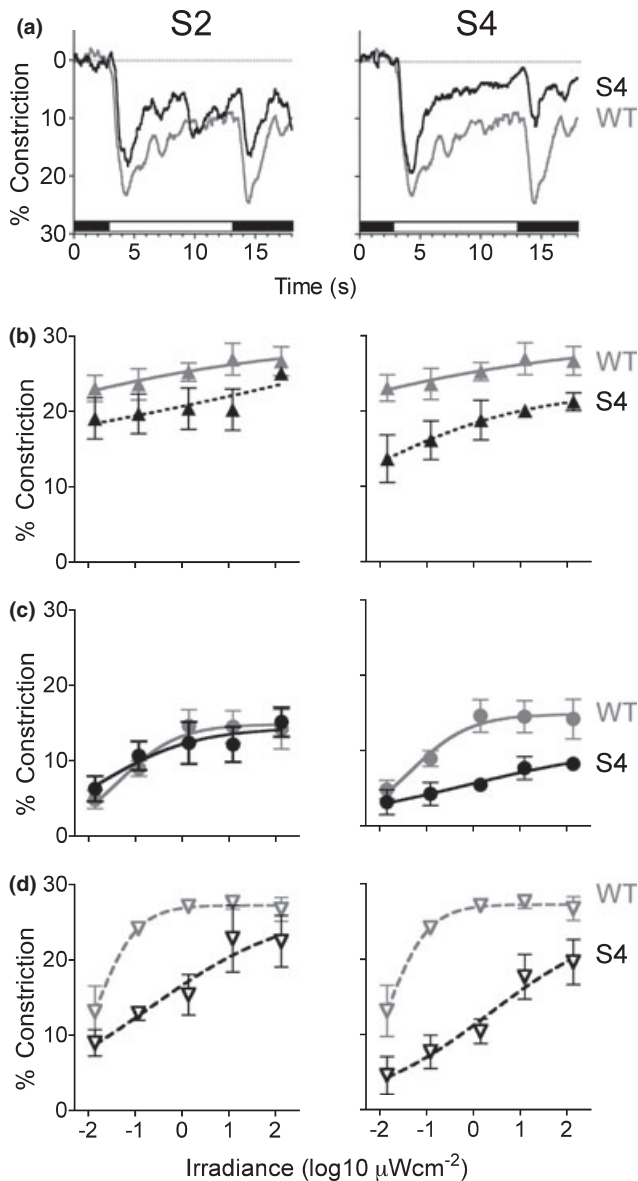 S2 S4
(a)
% Constriction
0
10
20
30
0 5 10 15
0 5 10 15
S4
WT
Time (s)
(b)
% Constriction
30
20
10
0
WT
S4
(c)
% Constriction
30
20
10
0
WT
S4
(d)
% Constriction
30
20
10
0
WT
S4
-2 -1 0 1 2
-2 -1 0 1 2
Irradiance (log10 μWcm-2)